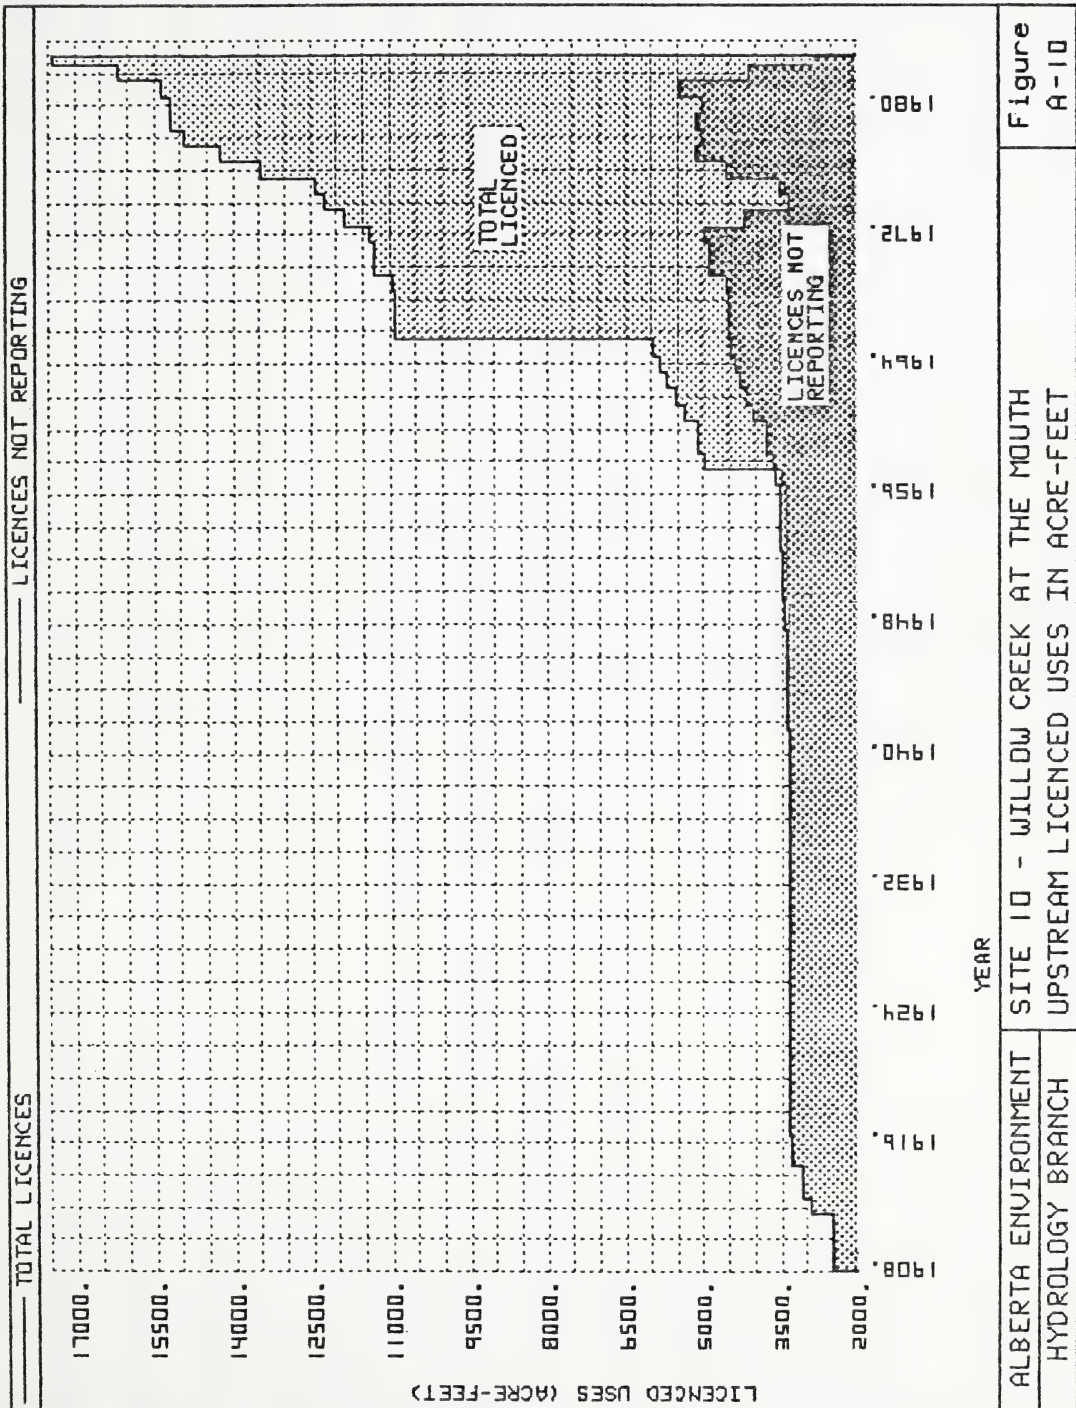 TOTAL LICENCES
LICENCES NOT REPORTING
LICENCED USES (ACRE-FEET)
17000.
15500.
14000.
12500.
11000.
9500.
8000.
6500.
5000.
3500.
2000.
TOTAL
LICENCED
LICENCES NOT
REPORTING
1908.
1916.
1924.
1932.
1940.
1948.
1956.
1964.
1972.
1980.
YEAR
ALBERTA ENVIRONMENT
HYDROLOGY BRANCH
SITE 10 - WILLOW CREEK AT THE MOUTH
UPSTREAM LICENCED USES IN ACRE-FEET
Figure
A-10